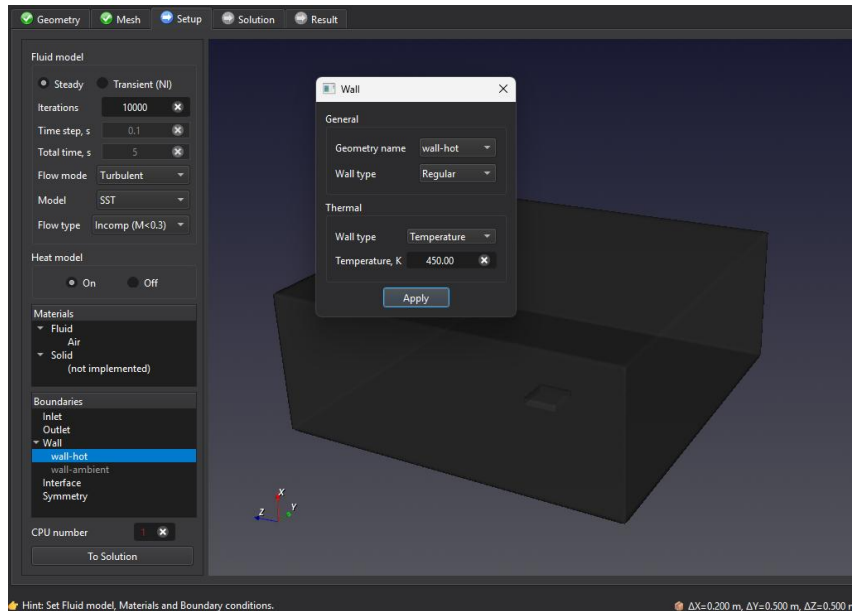 Geometry
Mesh
Setup
Solution
Result
Fluid model
Steady
Transient (NI)
Iterations 10000
Time step, s 0.1
Total time, s 5
Flow mode Turbulent
Model SST
Flow type Incomp (M<0.3)
Heat model
On
Off
Materials
Fluid
Air
Solid
(not implemented)
Boundaries
Inlet
Outlet
Wall
wall-hot
wall-ambient
Interface
Symmetry
CPU number 1
To Solution
Wall
General
Geometry name wall-hot
Wall type Regular
Thermal
Wall type Temperature
Temperature, K 450.00
Apply
X
Z
Y
Hint: Set Fluid model, Materials and Boundary conditions.
ΔX=0.200 m, ΔY=0.500 m, ΔZ=0.500